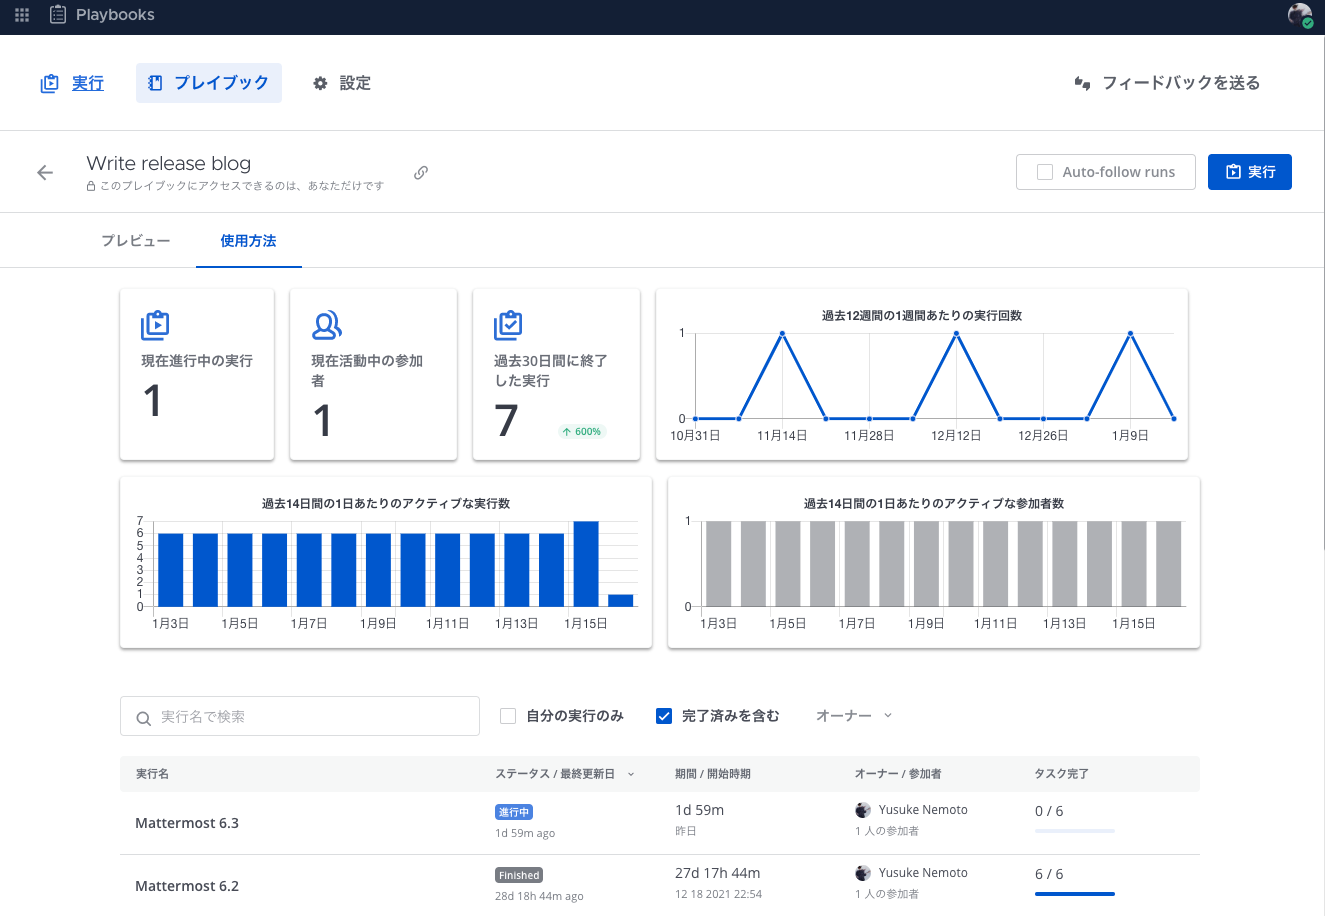 Playbooks
実行
プレイブック
設定
フィードバックを送る
Write release blog
このプレイブックにアクセスできるのは、あなただけです
Auto-follow runs
実行
プレビュー
使用方法
現在進行中の実行
1
現在活動中の参加
者
1
過去30日間に終了
した実行
7
600%
過去12週間の1週間あたりの実行回数
1
0
10月31日 11月14日 11月28日 12月12日 12月26日 1月9日
過去14日間の1日あたりのアクティブな実行数
7
6
5
4
3
2
1
0
1月3日 1月5日 1月7日 1月9日 1月11日 1月13日 1月15日
過去14日間の1日あたりのアクティブな参加者数
1
0
1月3日 1月5日 1月7日 1月9日 1月11日 1月13日 1月15日
実行名で検索
自分の実行のみ
完了済みを含む
オーナー
実行名 ステータス / 最終更新日 期間 / 開始時期 オーナー / 参加者 タスク完了
Mattermost 6.3
進行中
1d 59m ago
1d 59m
昨日
Yusuke Nemoto
1 人の参加者
0 / 6
Mattermost 6.2
Finished
28d 18h 44m ago
27d 17h 44m
12 18 2021 22:54
Yusuke Nemoto
1 人の参加者
6 / 6